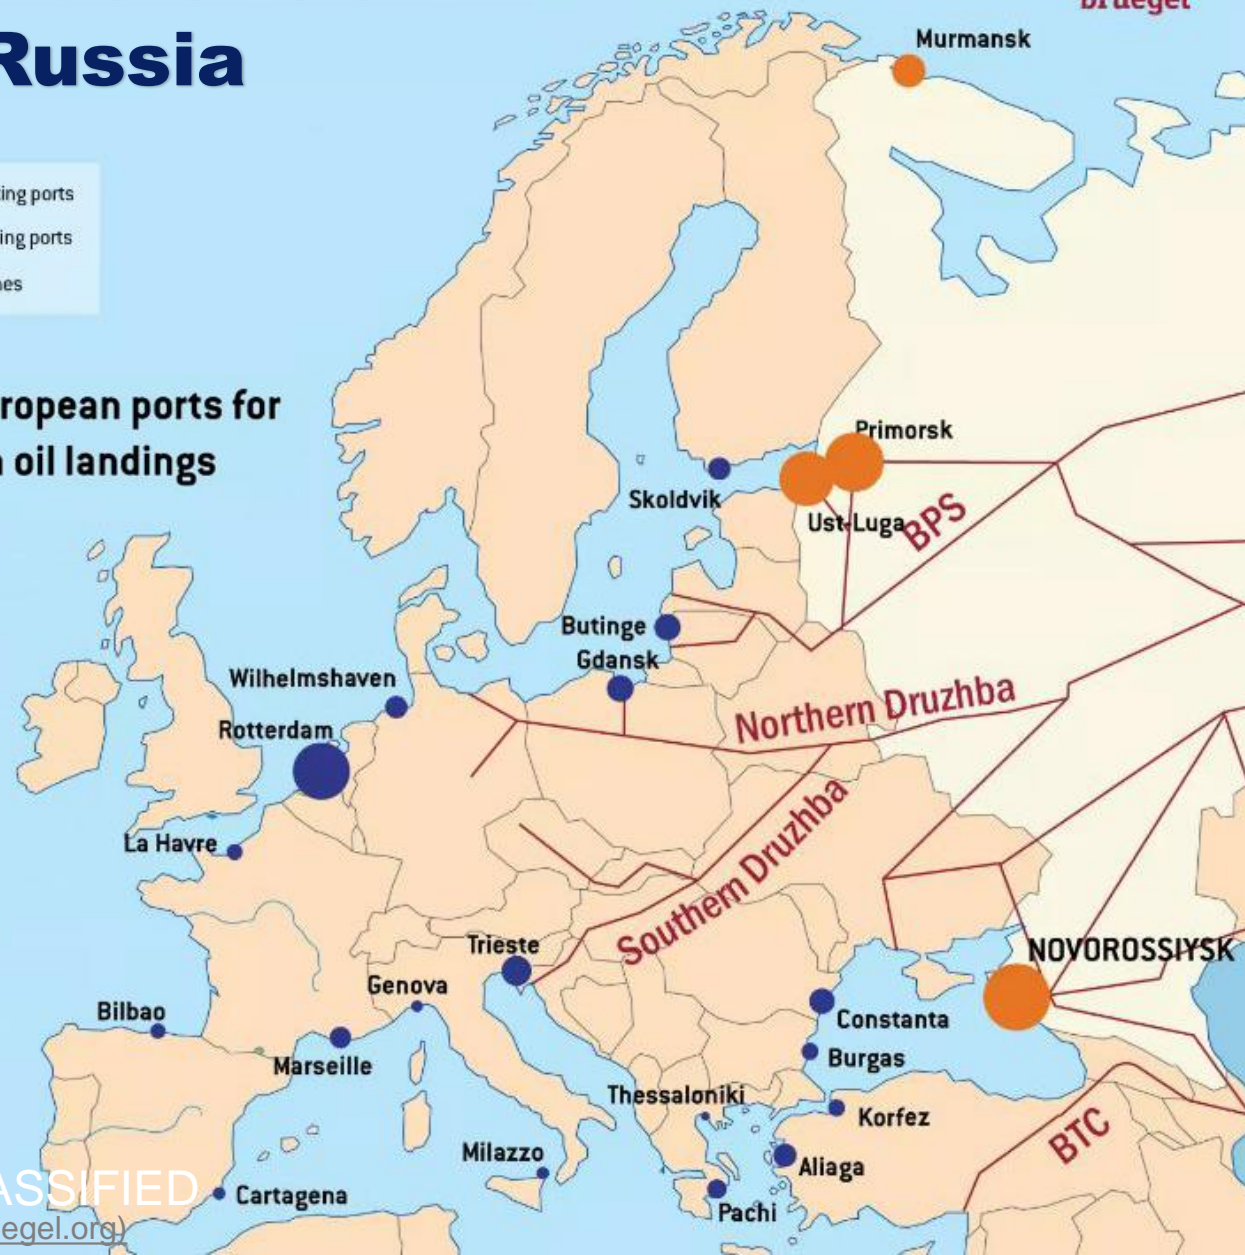 bruegel
Russia
Murmansk
ing ports
ing ports
nes
ropean ports for
oil landings
Primorsk
Skoldvik
Ust-Luga
BPS
Butinge
Gdansk
Wilhelmshaven
Northern Druzhba
Rotterdam
Southern Druzhba
La Havre
Trieste
NOVOROSSIYSK
Genova
Bilbao
Constanta
Marseille
Burgas
Thessaloniki
Korfez
BTC
Milazzo
Aliaga
ASSIFIED
Cartagena
Pachi
egel.org)